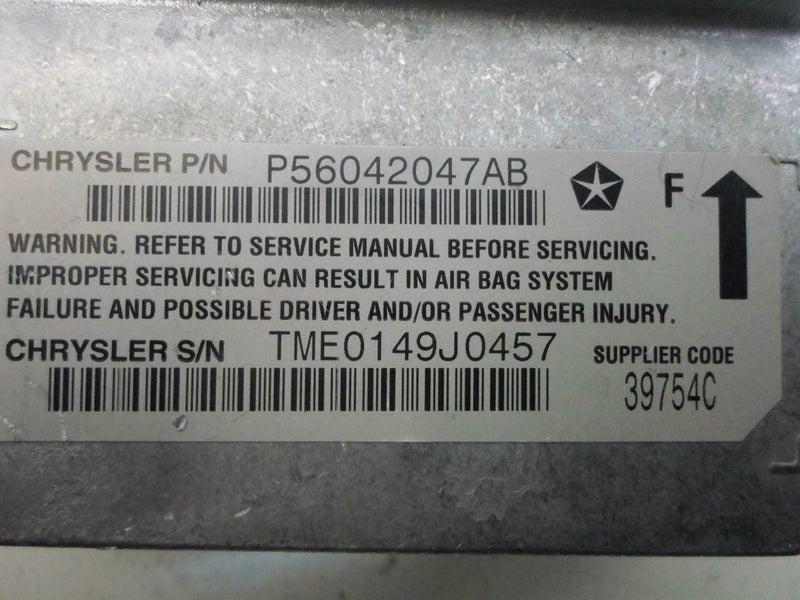 CHRYSLER P/N P56042047AB F
WARNING. REFER TO SERVICE MANUAL BEFORE SERVICING.
IMPROPER SERVICING CAN RESULT IN AIR BAG SYSTEM
FAILURE AND POSSIBLE DRIVER AND/OR PASSENGER INJURY.
CHRYSLER S/N TME0149J0457 SUPPLIER CODE
39754C